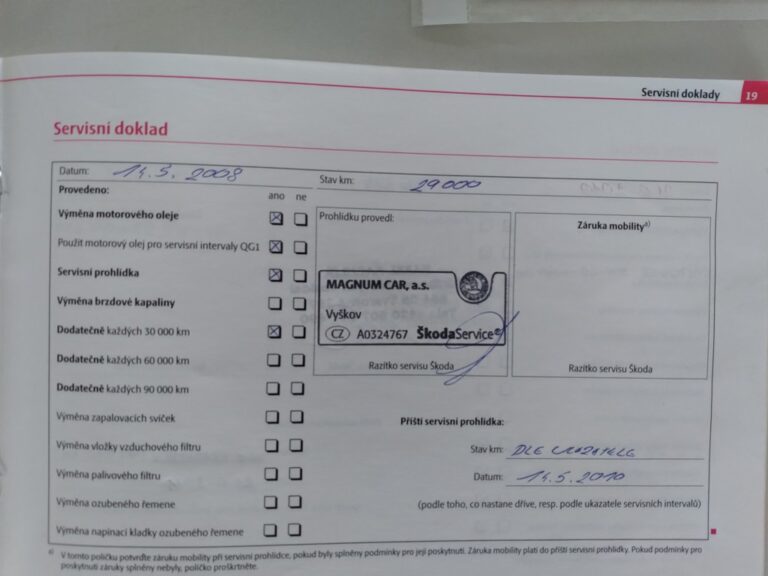 Servisní doklady 19
Servisní doklad
Datum: 14.5. 2008 Stav km: 29000
Provedeno: ano ne
Výměna motorového oleje
Použit motorový olej pro servisní intervaly QG1
Servisní prohlídka
Výměna brzdové kapaliny
Dodatečně každých 30 000 km
Dodatečně každých 60 000 km
Dodatečně každých 90 000 km
Výměna zapalovacích svíček
Výměna vložky vzduchového filtru
Výměna palivového filtru
Výměna ozubeného řemene
Výměna napínací kladky ozubeného řemene
Prohlídku provedl:
MAGNUM CAR, a.s.
Vyškov
CZ A0324767 ŠkodaService
Razítko servisu Škoda
Záruka mobility a)
Razítko servisu Škoda
Příští servisní prohlídka:
Stav km: DLE UKAZATELE
Datum: 14.5.2010
(podle toho, co nastane dříve, resp. podle ukazatele servisních intervalů)
a) V tomto políčku potvrďte záruku mobility při servisní prohlídce, pokud byly splněny podmínky pro její poskytnutí. Záruka mobility platí do příští servisní prohlídky. Pokud podmínky pro
poskytnutí záruky splněny nebyly, políčko proškrtněte.